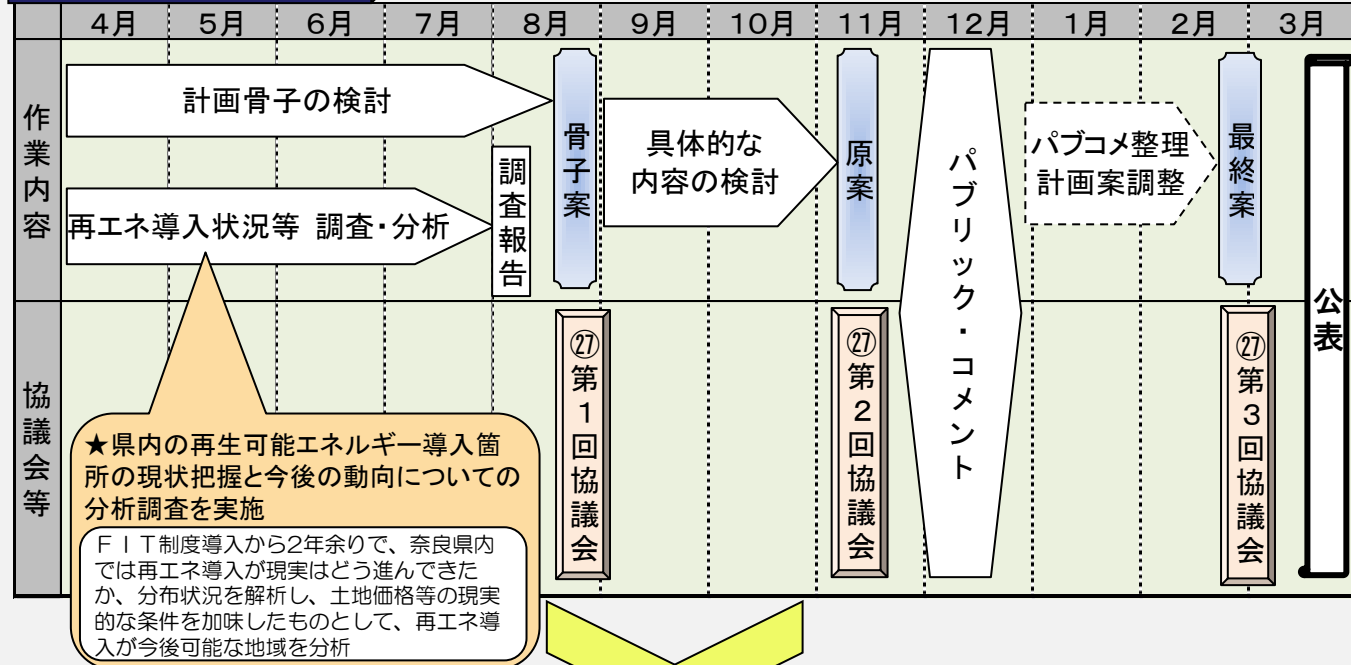 4月 5月 6月 7月 8月 9月 10月 11月 12月 1月 2月 3月
作業内容
計画骨子の検討
再エネ導入状況等 調査・分析
調査報告
骨子案
具体的な
内容の検討
原案
パブリック・コメント
パブコメ整理
計画案調整
最終案
公表
協議会等
㉗第1回協議会
㉗第2回協議会
㉗第3回協議会
★県内の再生可能エネルギー導入箇
所の現状把握と今後の動向についての
分析調査を実施
ＦＩＴ制度導入から2年余りで、奈良県内
では再エネ導入が現実はどう進んできた
か、分布状況を解析し、土地価格等の現実
的な条件を加味したものとして、再エネ導
入が今後可能な地域を分析